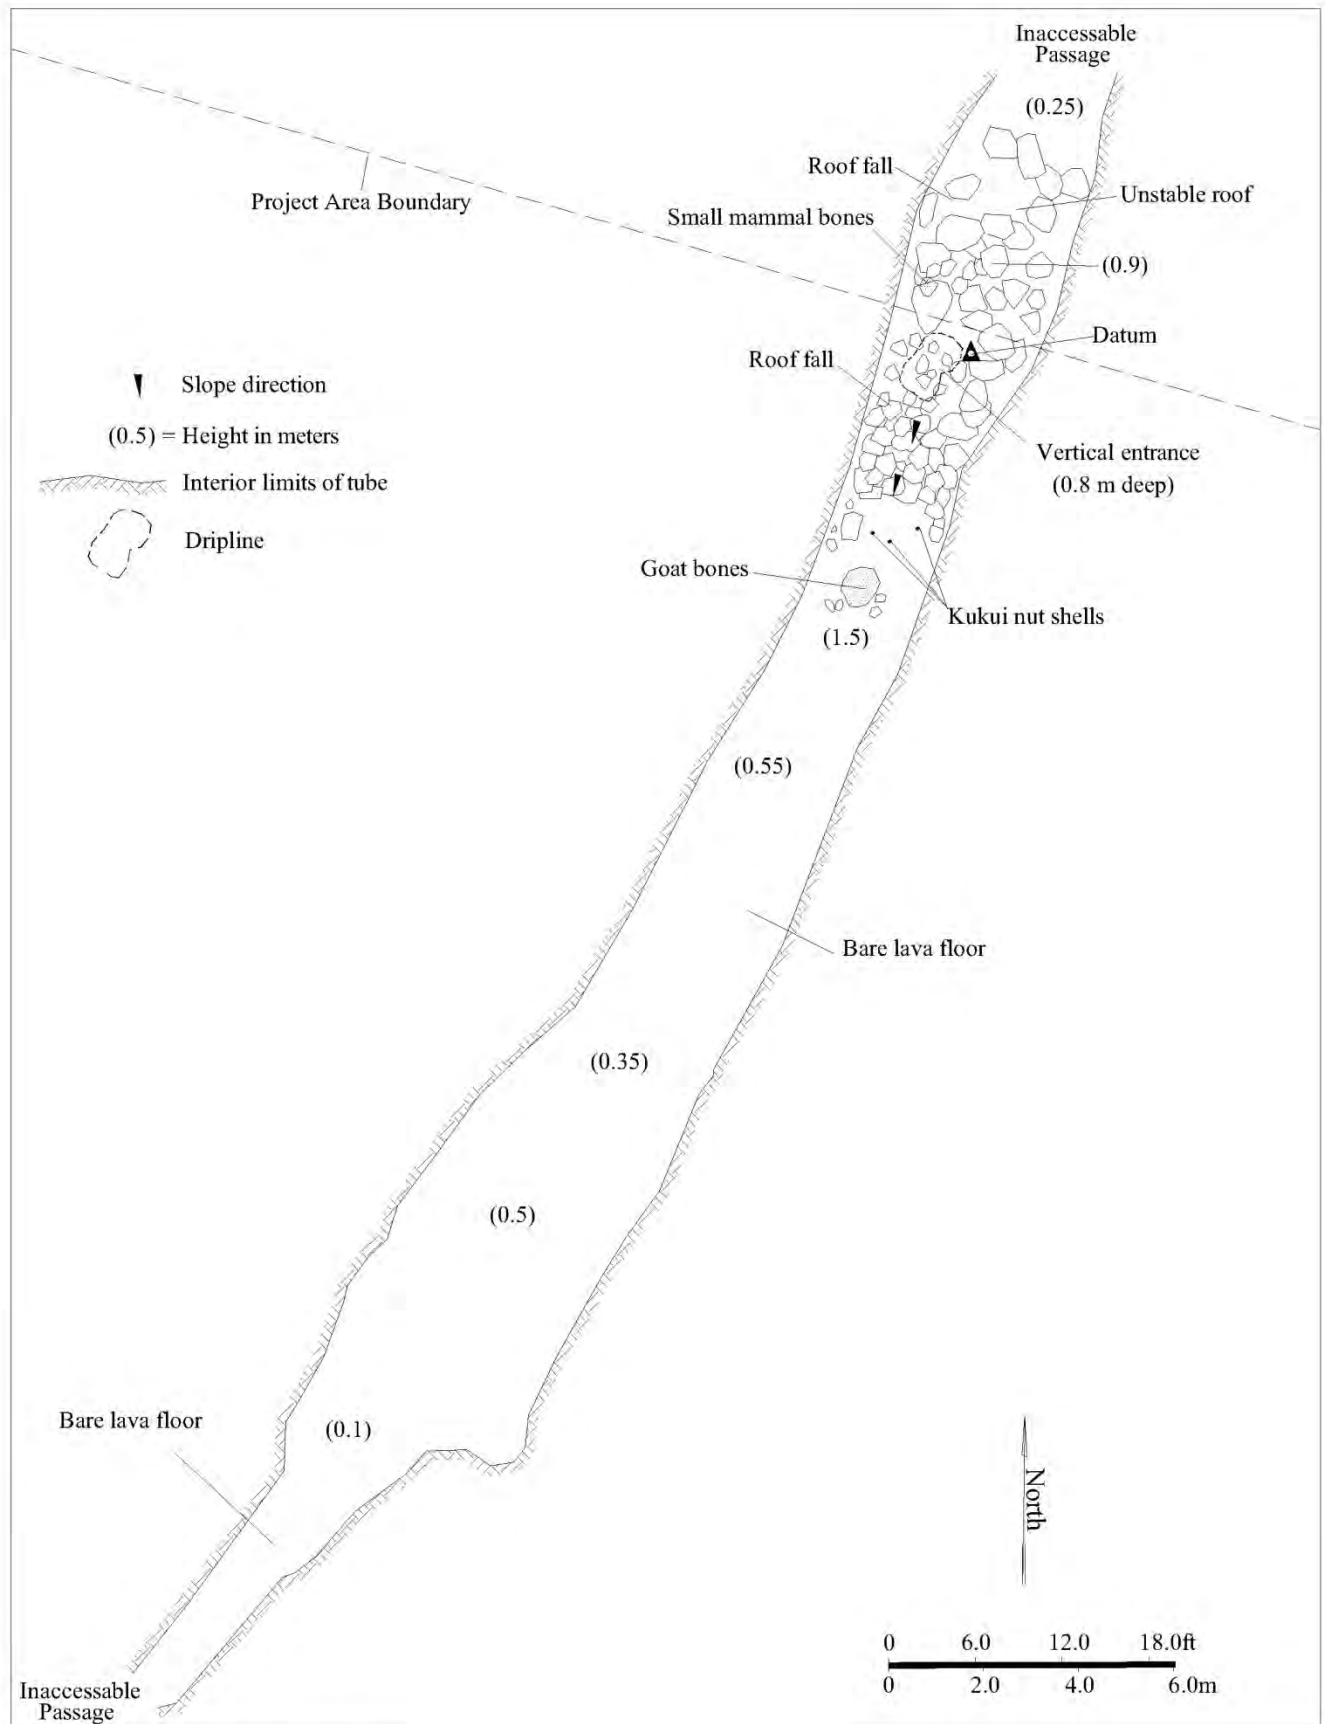 Inaccessable
Passage
(0.25)
Roof fall
Unstable roof
Project Area Boundary
Small mammal bones
(0.9)
Datum
Roof fall
Slope direction
(0.5) = Height in meters
Vertical entrance
(0.8 m deep)
Interior limits of tube
Dripline
Goat bones
Kukui nut shells
(1.5)
(0.55)
Bare lava floor
(0.35)
(0.5)
Bare lava floor
(0.1)
North
0 6.0 12.0 18.0ft
0 2.0 4.0 6.0m
Inaccessable
Passage